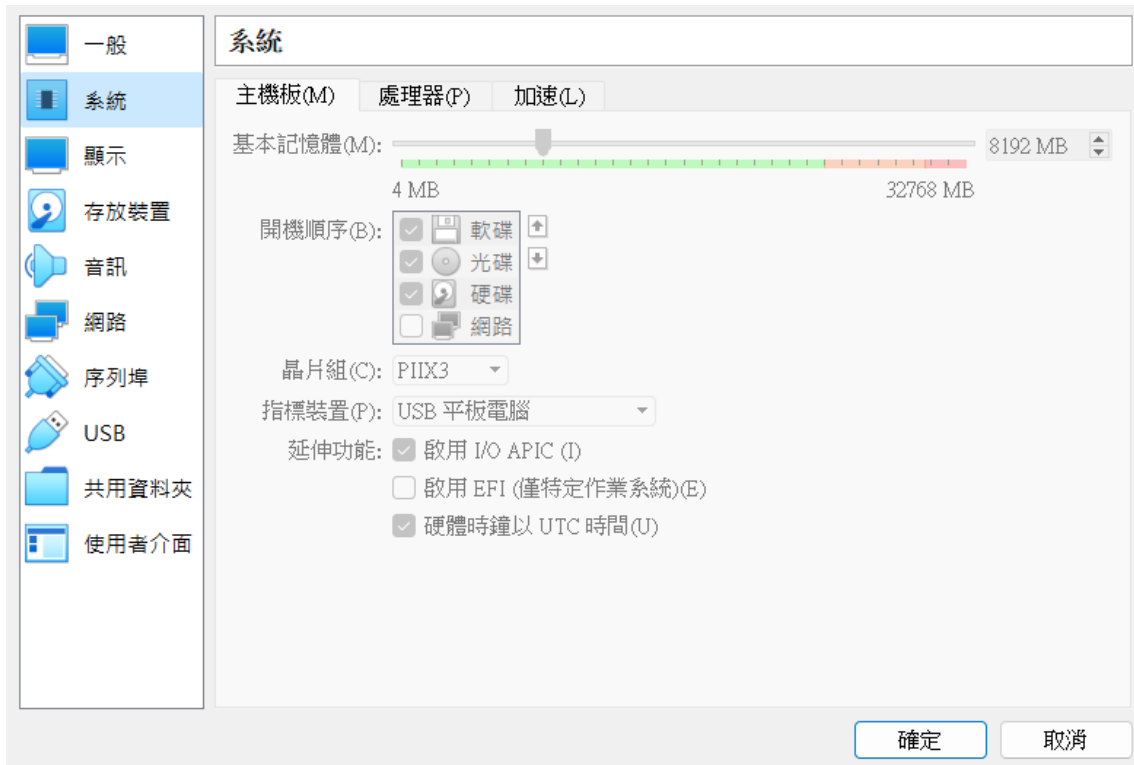 一般
系統
顯示
存放裝置
音訊
網路
序列埠
USB
共用資料夾
使用者介面
系統
主機板(M) 處理器(P) 加速(L)
基本記憶體(M): 8192 MB
4 MB 32768 MB
開機順序(B): 軟碟
光碟
硬碟
網路
晶片組(C): PIIX3
指標裝置(P): USB 平板電腦
延伸功能: 啟用 I/O APIC (I)
啟用 EFI (僅特定作業系統)(E)
硬體時鐘以 UTC 時間(U)
確定 取消